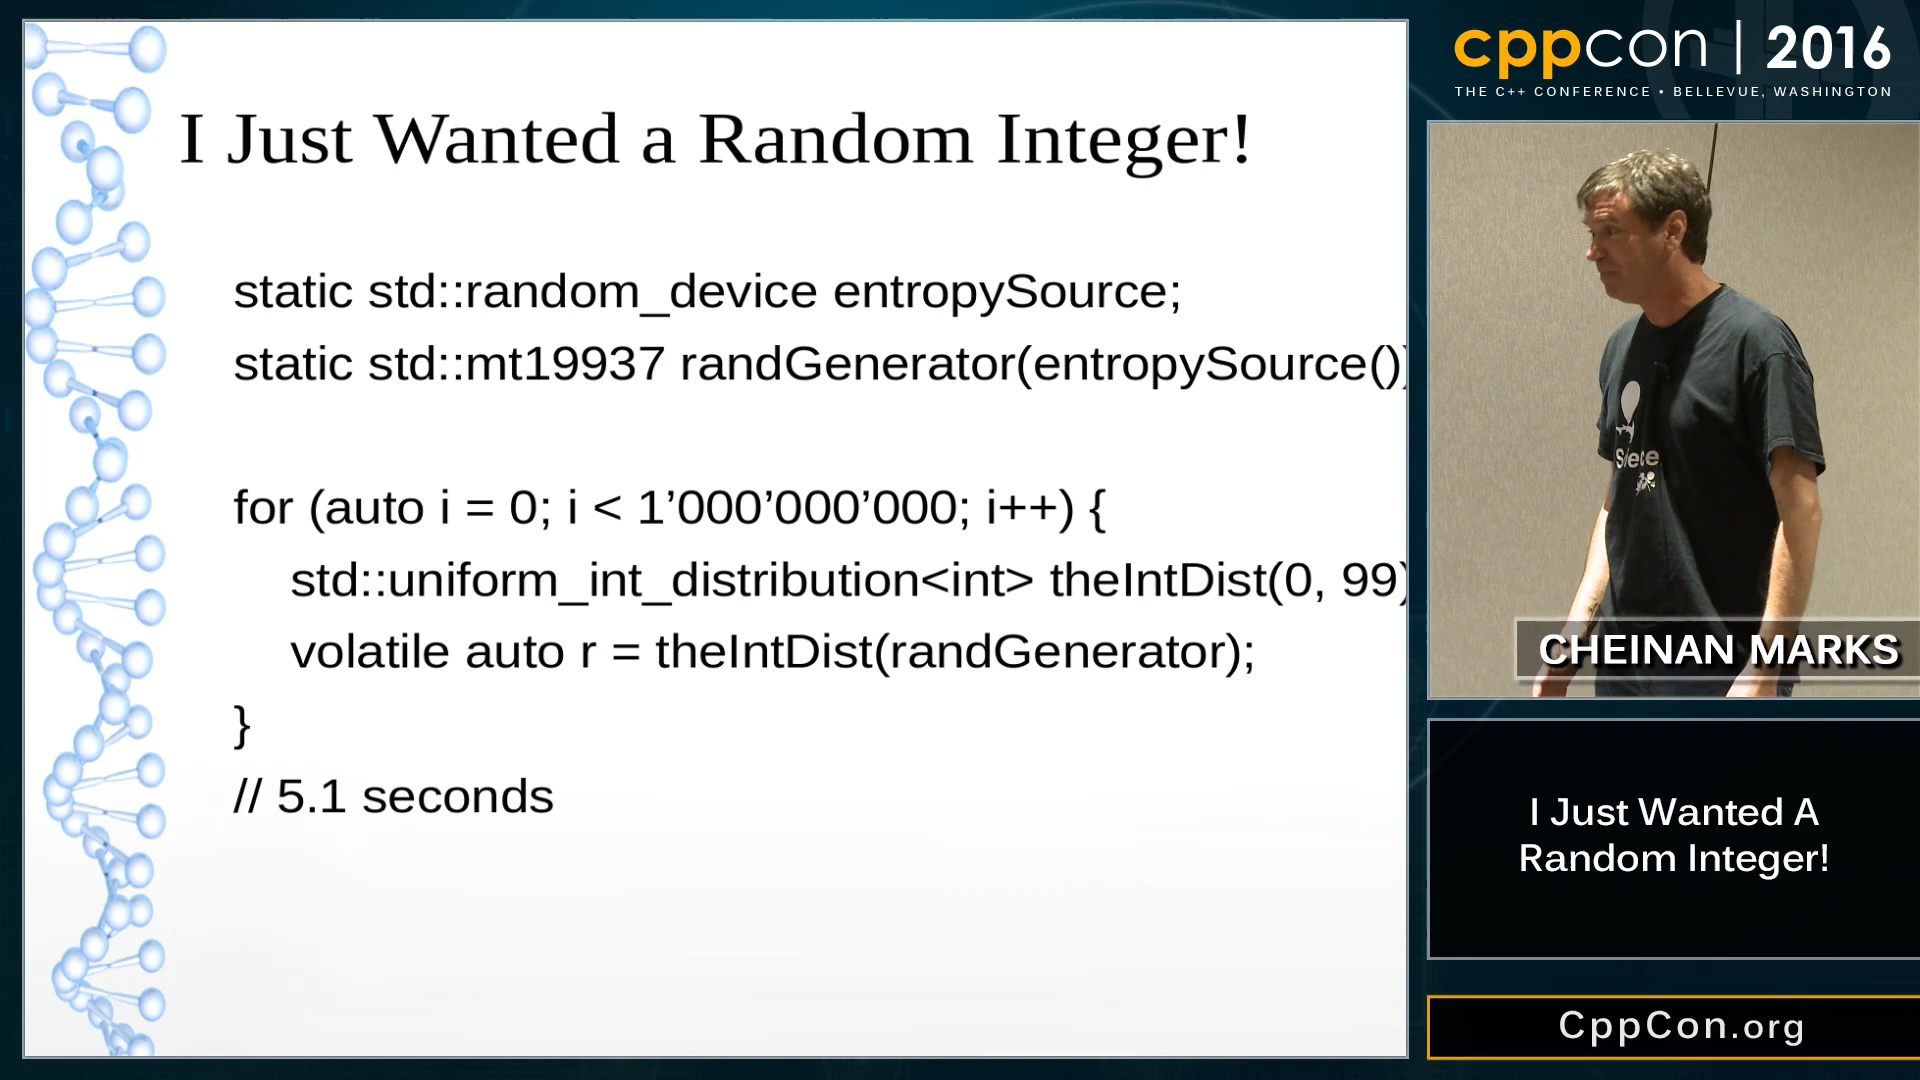 I Just Wanted a Random Integer!
static std::random_device entropySource;
static std::mt19937 randGenerator(entropySource())
for (auto i = 0; i < 1’000’000’000; i++) {
std::uniform_int_distribution<int> theIntDist(0, 99)
volatile auto r = theIntDist(randGenerator);
}
// 5.1 seconds
cppcon | 2016
THE C++ CONFERENCE • BELLEVUE, WASHINGTON
CHEINAN MARKS
I Just Wanted A
Random Integer!
CppCon.org